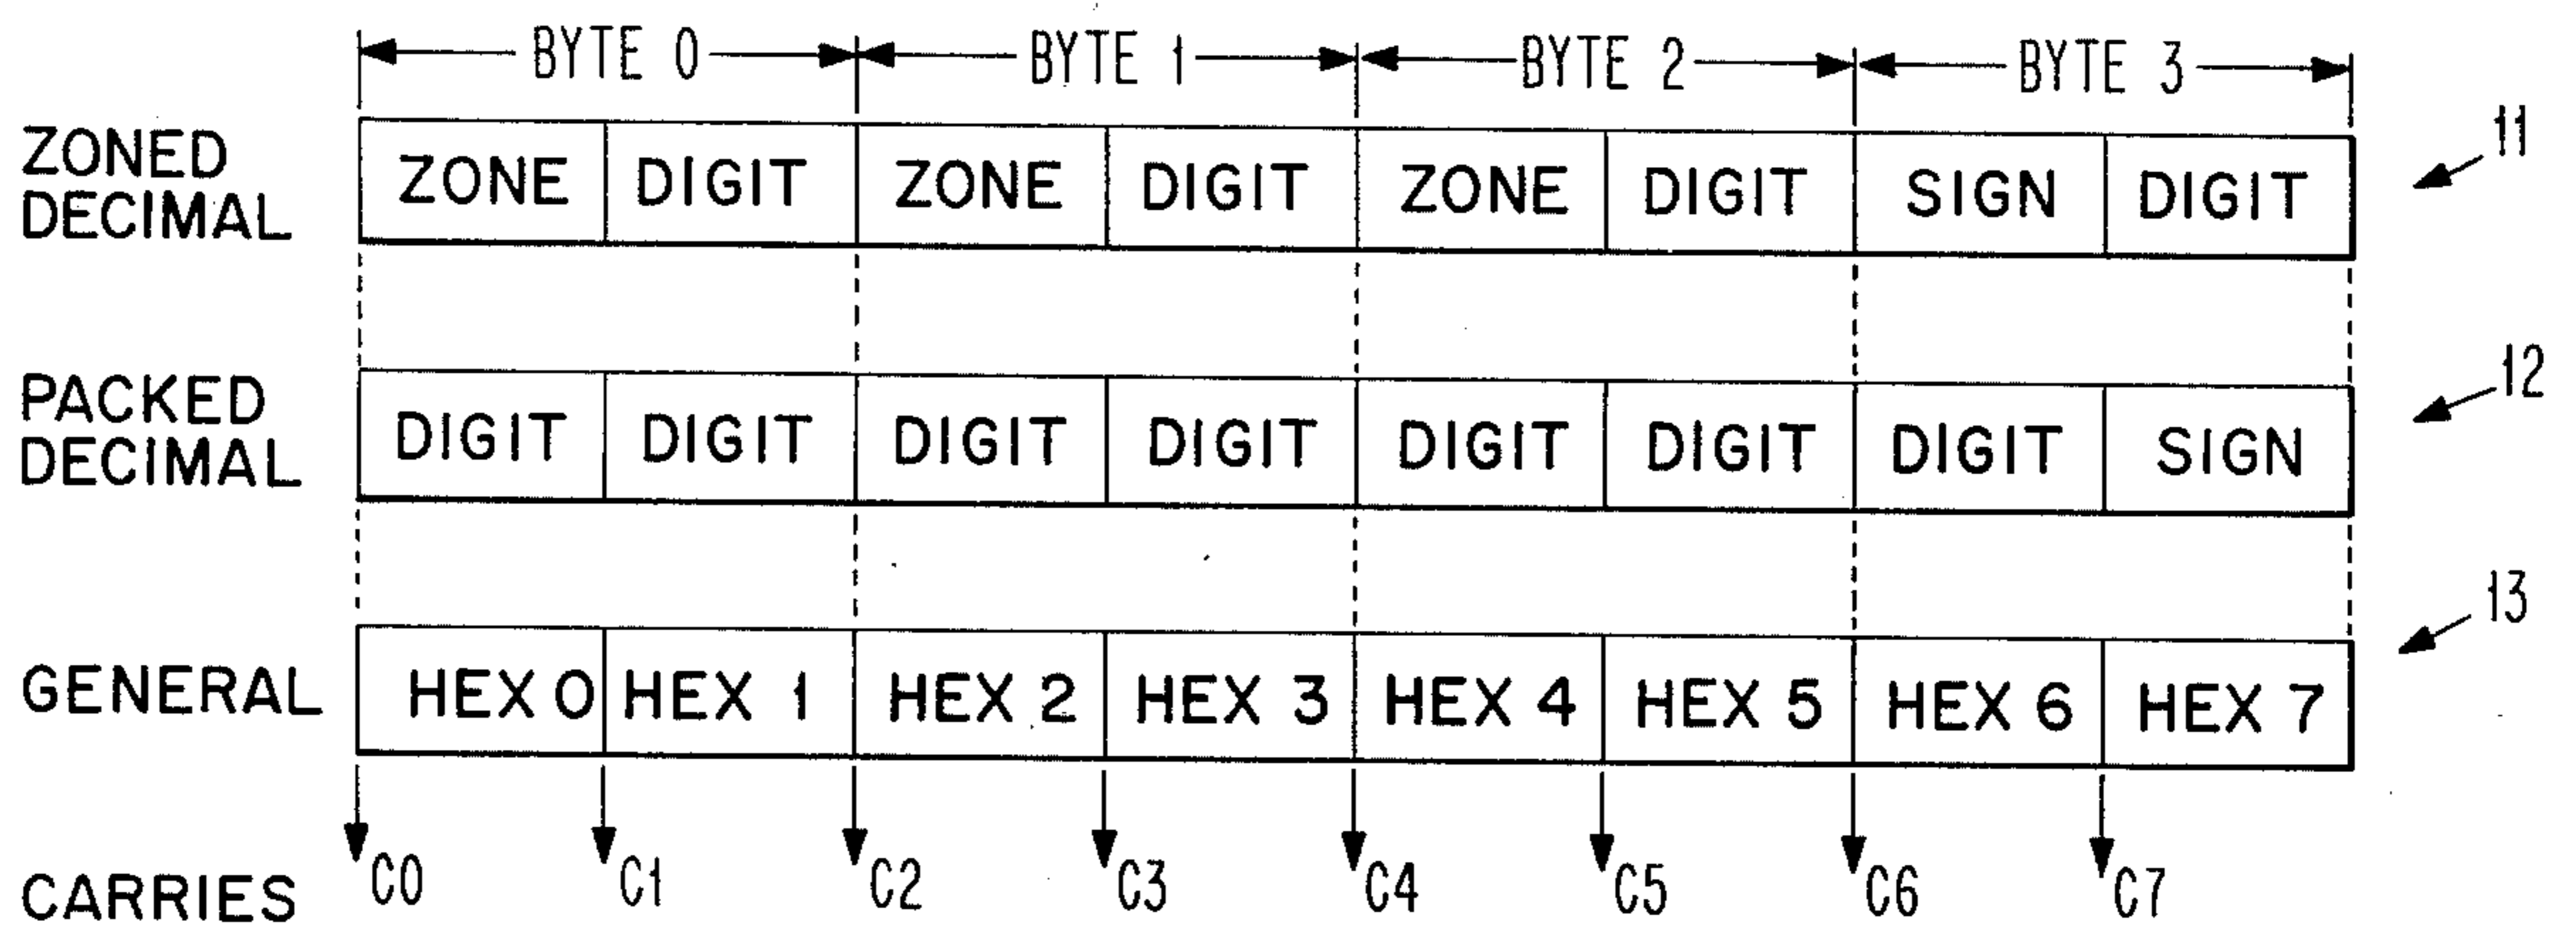 BYTE 0 BYTE 1 BYTE 2 BYTE 3
11
ZONED
DECIMAL
ZONE DIGIT ZONE DIGIT ZONE DIGIT SIGN DIGIT
12
PACKED
DECIMAL
DIGIT DIGIT DIGIT DIGIT DIGIT DIGIT DIGIT SIGN
13
GENERAL HEX 0 HEX 1 HEX 2 HEX 3 HEX 4 HEX 5 HEX 6 HEX 7
CARRIES C0 C1 C2 C3 C4 C5 C6 C7